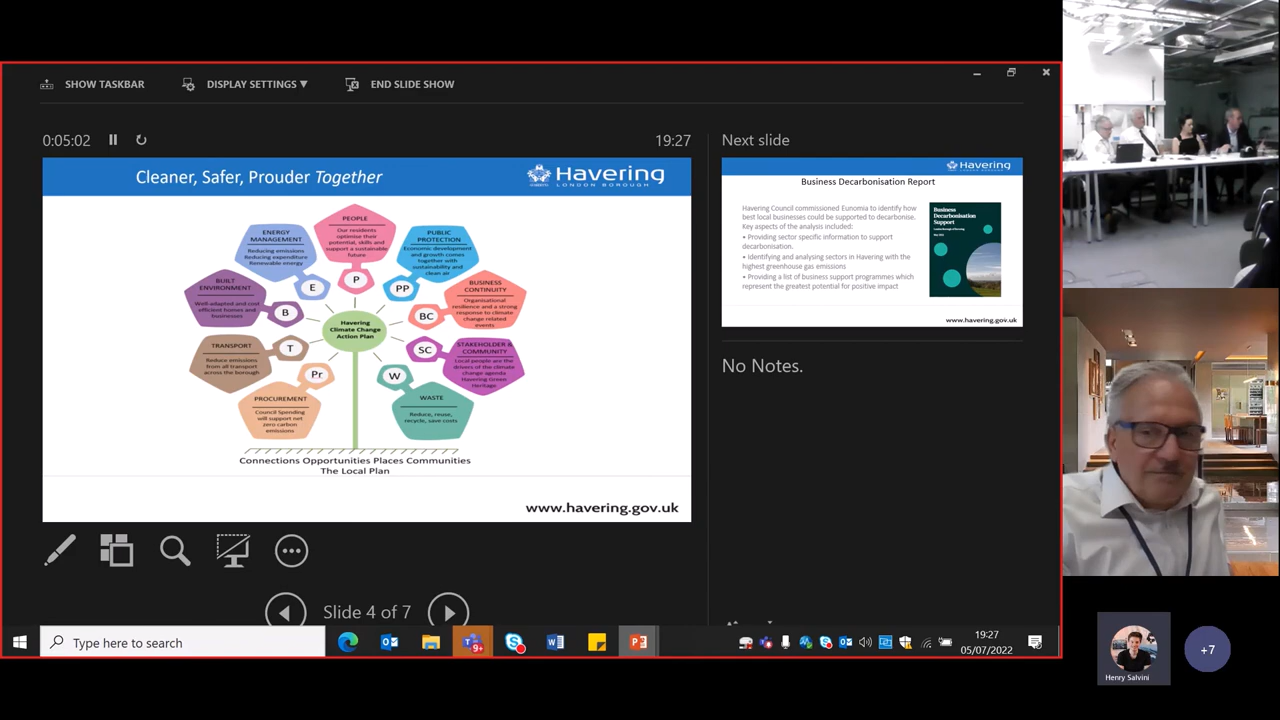 SHOW TASKBAR
DISPLAY SETTINGS ▼
END SLIDE SHOW
0:05:02
19:27
Cleaner, Safer, Prouder Together
Havering
LONDON BOROUGH
PEOPLE
Our residents
optimise their
potential, skills and
support a sustainable
future
P
ENERGY
MANAGEMENT
Reducing emissions
Reducing expenditure
Renewable energy
E
PUBLIC
PROTECTION
Economic development
and growth comes
together with
sustainability and
clean air
PP
BUILT
ENVIRONMENT
Well-adapted and cost
efficient homes and
businesses
B
BUSINESS
CONTINUITY
Organisational
resilience and a strong
response to climate
change related
events
BC
Havering
Climate Change
Action Plan
TRANSPORT
Reduce emissions
from all transport
across the borough
T
STAKEHOLDER &
COMMUNITY
Local people are the
drivers of the climate
change agenda
Havering Green
Heritage
SC
PROCUREMENT
Council Spending
will support net
zero carbon
emissions
Pr
WASTE
Reduce, reuse,
recycle, save costs
W
Connections Opportunities Places Communities
The Local Plan
www.havering.gov.uk
Next slide
Havering
Business Decarbonisation Report
Havering Council commissioned Eunomia to identify how
best local businesses could be supported to decarbonise.
Key aspects of the analysis included:
• Providing sector specific information to support
decarbonisation.
• Identifying and analysing sectors in Havering with the
highest greenhouse gas emissions
• Providing a list of business support programmes which
represent the greatest potential for positive impact
Business
Decarbonisation
Support
www.havering.gov.uk
No Notes.
Slide 4 of 7
Type here to search
9+
19:27
05/07/2022
Henry Salvini
+7